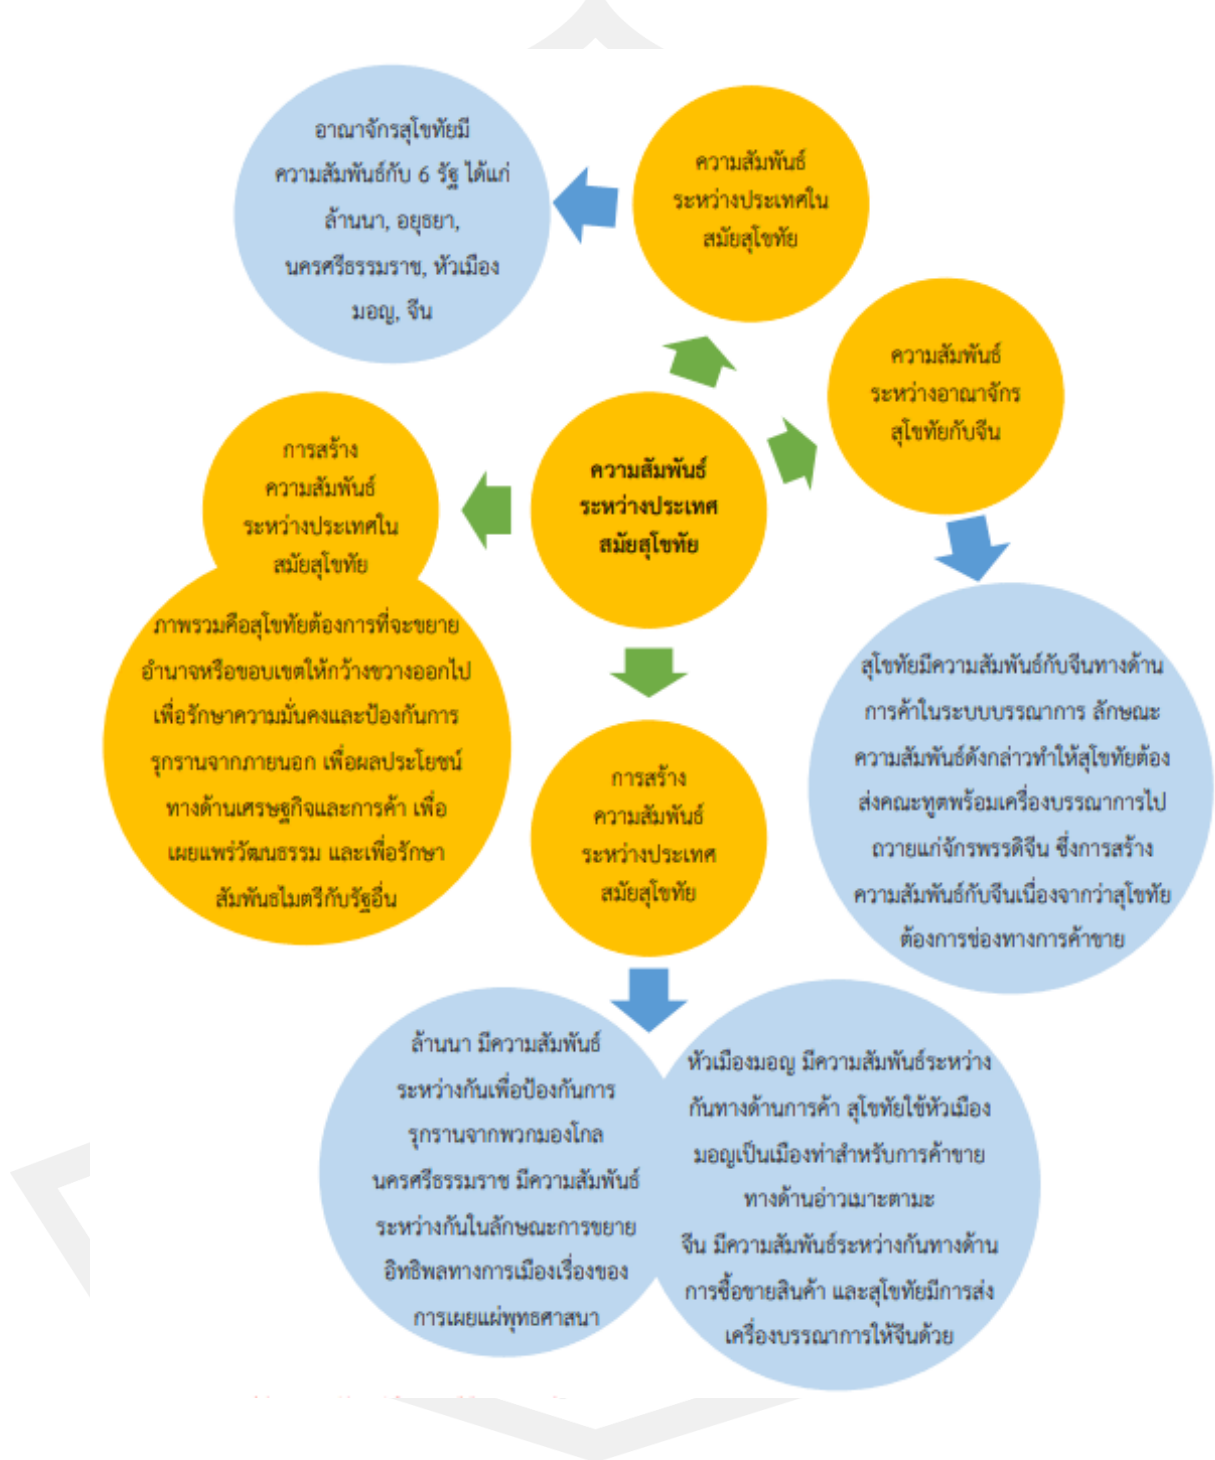 อาณาจักรสุโขทัยมี
ความสัมพันธ์กับ 6 รัฐ ได้แก่
ล้านนา, อยุธยา,
นครศรีธรรมราช, หัวเมือง
มอญ, จีน
ความสัมพันธ์
ระหว่างประเทศใน
สมัยสุโขทัย
ความสัมพันธ์
ระหว่างอาณาจักร
สุโขทัยกับจีน
การสร้าง
ความสัมพันธ์
ระหว่างประเทศใน
สมัยสุโขทัย
ความสัมพันธ์
ระหว่างประเทศ
สมัยสุโขทัย
ภาพรวมคือสุโขทัยต้องการที่จะขยาย
อำนาจหรือขอบเขตให้กว้างขวางออกไป
เพื่อรักษาความมั่นคงและป้องกันการ
รุกรานจากภายนอก เพื่อผลประโยชน์
ทางด้านเศรษฐกิจและการค้า เพื่อ
เผยแพร่วัฒนธรรม และเพื่อรักษา
สัมพันธไมตรีกับรัฐอื่น
สุโขทัยมีความสัมพันธ์กับจีนทางด้าน
การค้าในระบบบรรณาการ ลักษณะ
ความสัมพันธ์ดังกล่าวทำให้สุโขทัยต้อง
ส่งคณะทูตพร้อมเครื่องบรรณาการไป
ถวายแก่จักรพรรดิจีน ซึ่งการสร้าง
ความสัมพันธ์กับจีนเนื่องจากว่าสุโขทัย
ต้องการช่องทางการค้าขาย
การสร้าง
ความสัมพันธ์
ระหว่างประเทศ
สมัยสุโขทัย
ล้านนา มีความสัมพันธ์
ระหว่างกันเพื่อป้องกันการ
รุกรานจากพวกมองโกล
นครศรีธรรมราช มีความสัมพันธ์
ระหว่างกันในลักษณะการขยาย
อิทธิพลทางการเมืองเรื่องของ
การเผยแผ่พุทธศาสนา
หัวเมืองมอญ มีความสัมพันธ์ระหว่าง
กันทางด้านการค้า สุโขทัยใช้หัวเมือง
มอญเป็นเมืองท่าสำหรับการค้าขาย
ทางด้านอ่าวเมาะตามะ
จีน มีความสัมพันธ์ระหว่างกันทางด้าน
การซื้อขายสินค้า และสุโขทัยมีการส่ง
เครื่องบรรณาการให้จีนด้วย